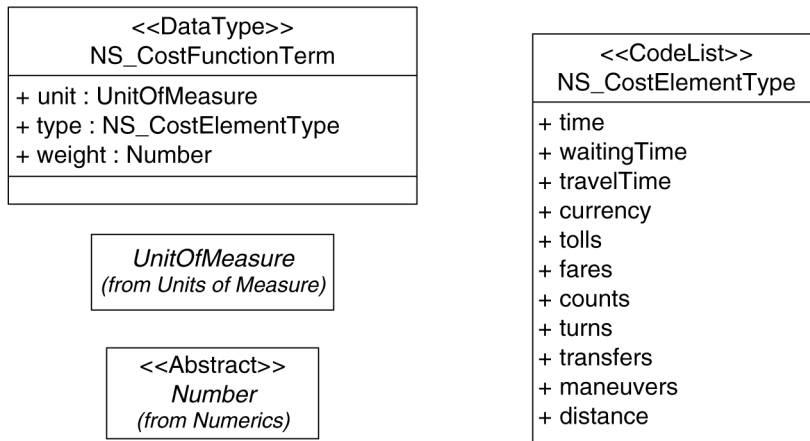 <<DataType>>
NS_CostFunctionTerm
+ unit : UnitOfMeasure
+ type : NS_CostElementType
+ weight : Number
UnitOfMeasure
(from Units of Measure)
<<Abstract>>
Number
(from Numerics)
<<CodeList>>
NS_CostElementType
+ time
+ waitingTime
+ travelTime
+ currency
+ tolls
+ fares
+ counts
+ turns
+ transfers
+ maneuvers
+ distance